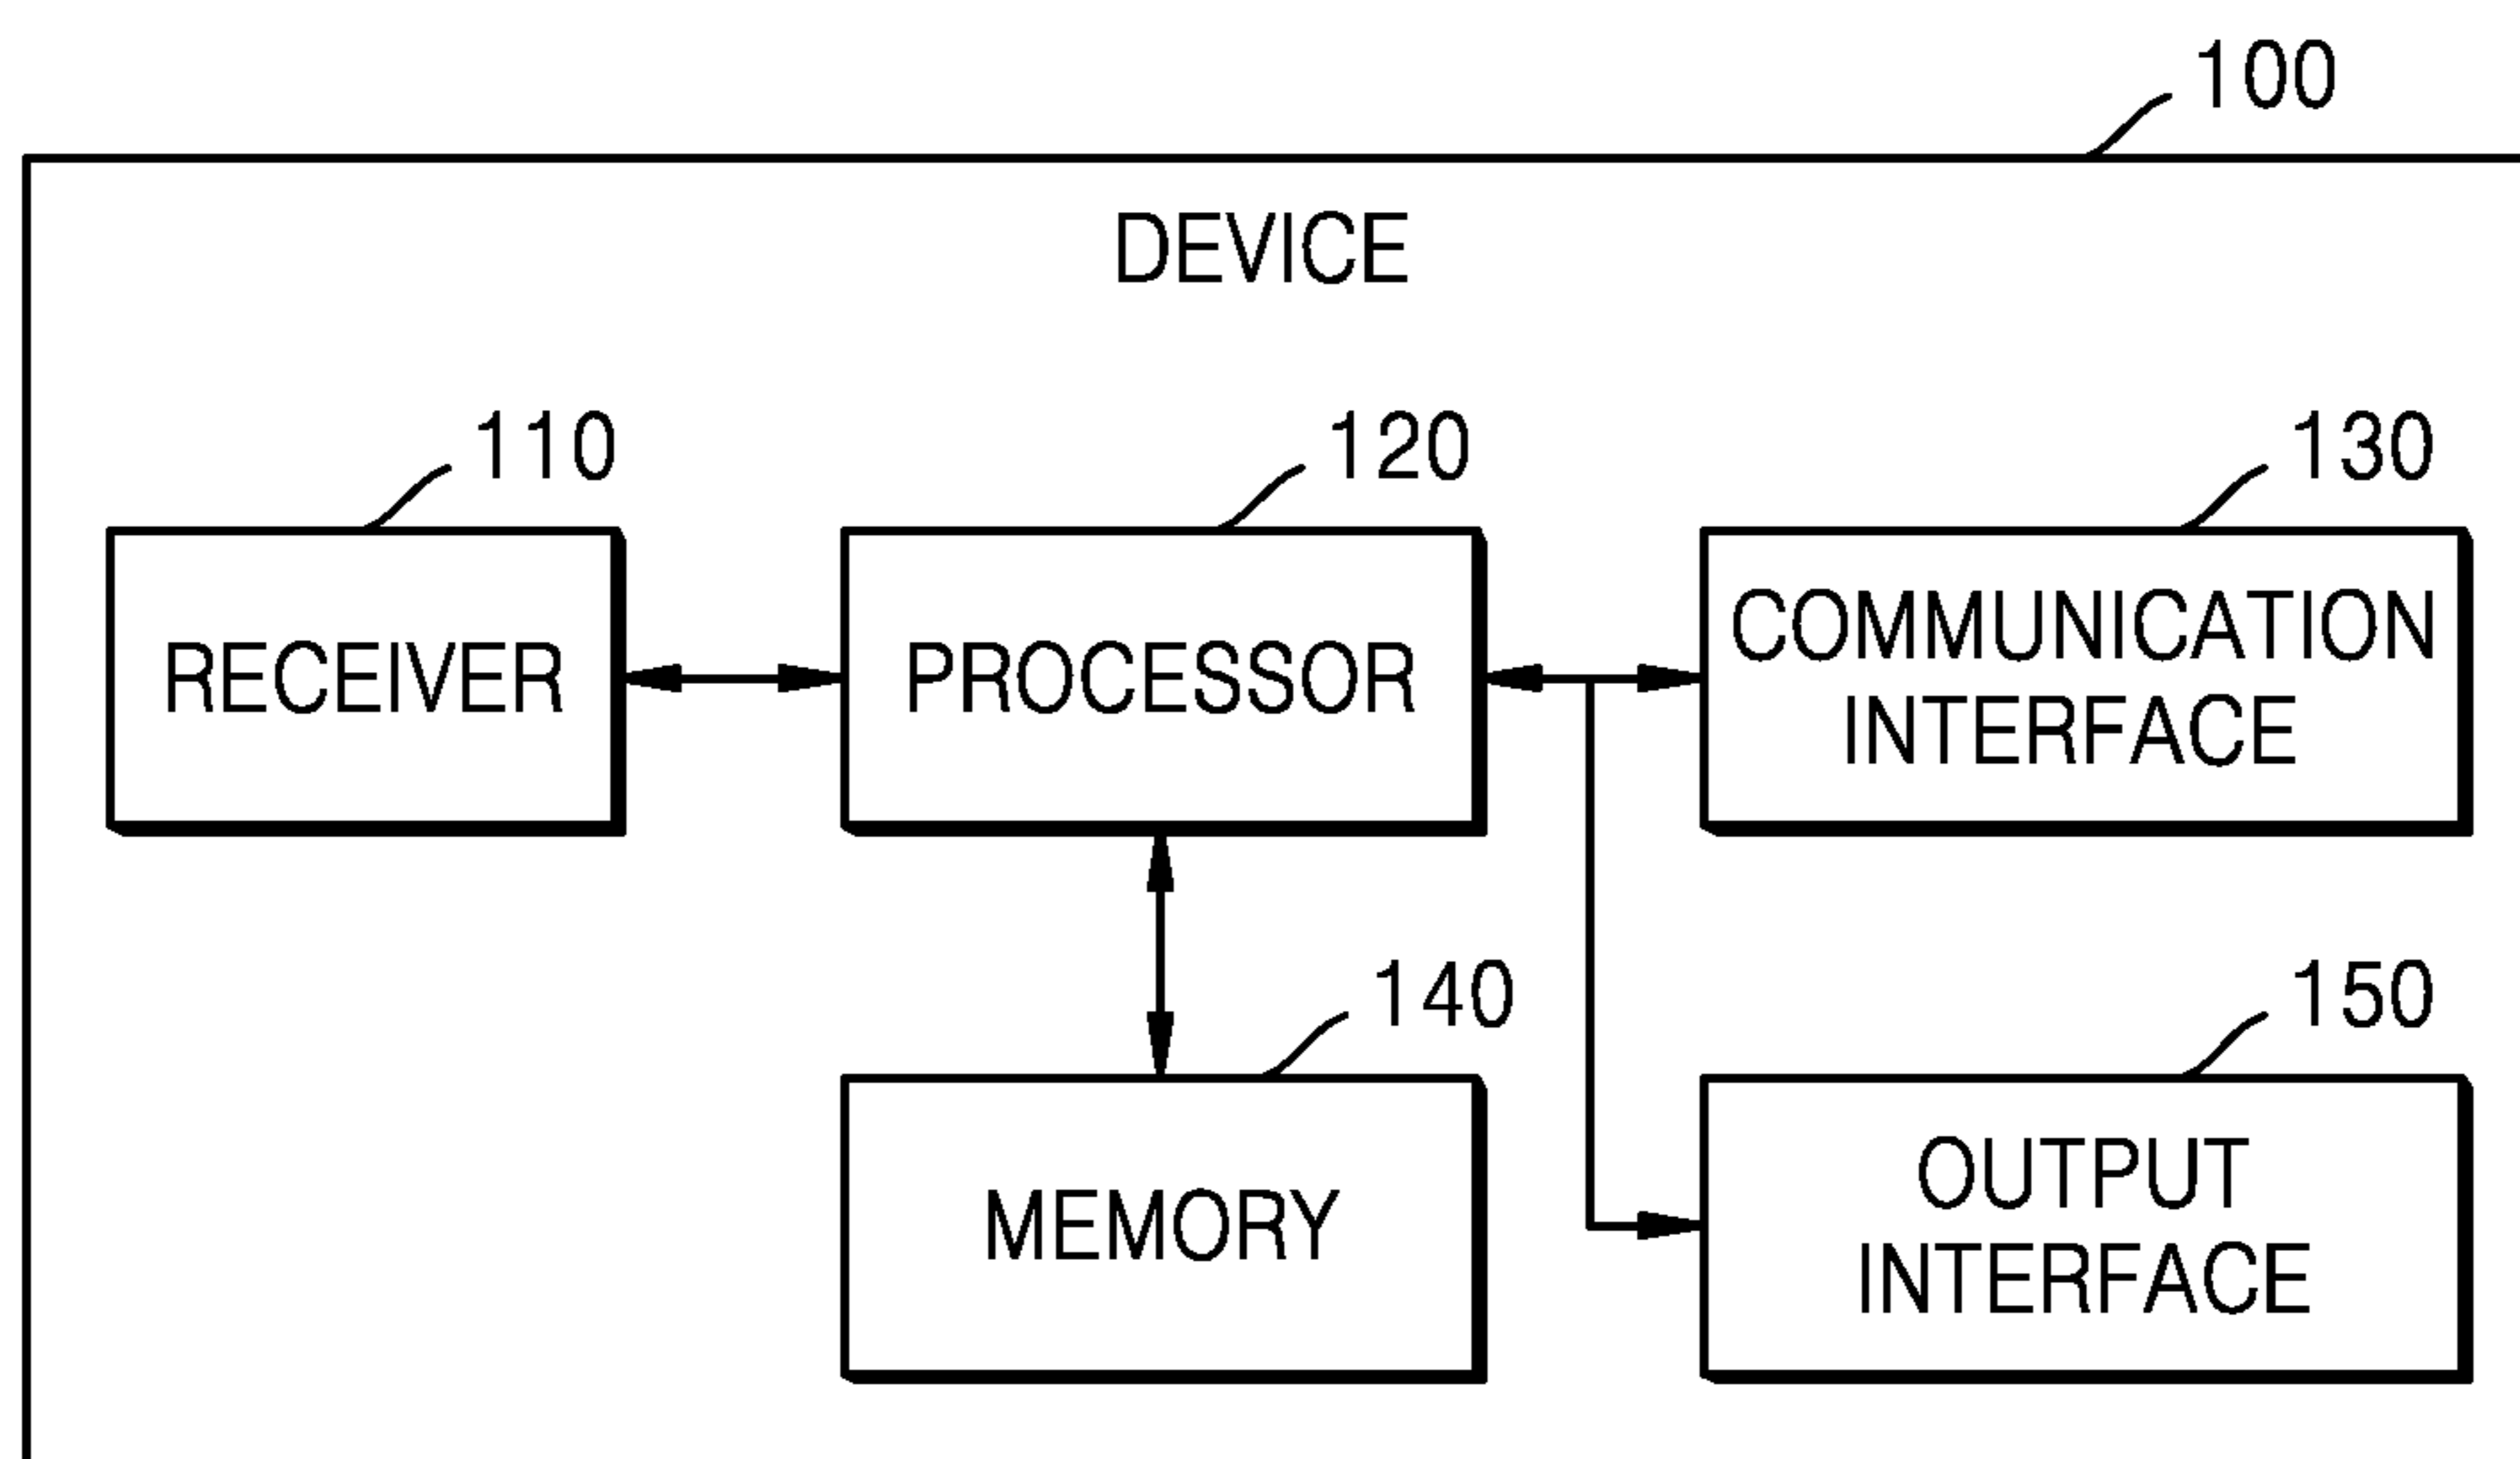 100
DEVICE
110
120
130
RECEIVER
PROCESSOR
COMMUNICATION
INTERFACE
140
150
MEMORY
OUTPUT
INTERFACE